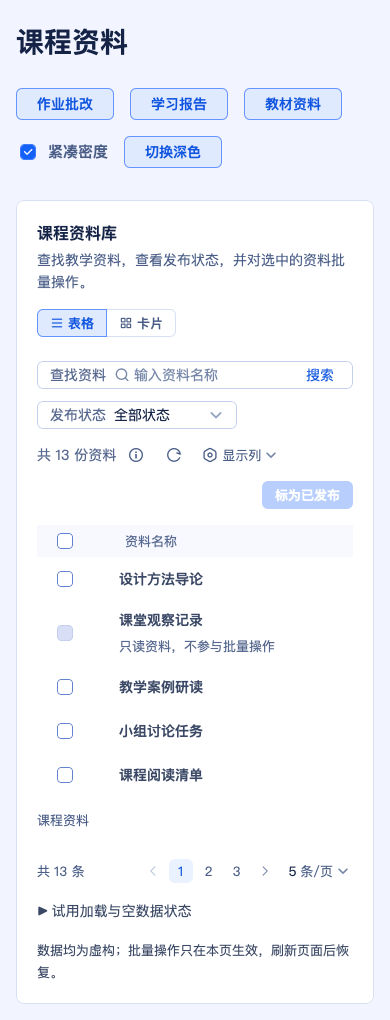 课程资料
作业批改 学习报告 教材资料
紧凑密度 切换深色
课程资料库
查找教学资料，查看发布状态，并对选中的资料批
量操作。
表格 卡片
查找资料 输入资料名称 搜索
发布状态 全部状态
共 13 份资料 显示列
标为已发布
资料名称
设计方法导论
课堂观察记录
只读资料，不参与批量操作
教学案例研读
小组讨论任务
课程阅读清单
课程资料
共 13 条 1 2 3 5 条/页
试用加载与空数据状态
数据均为虚构；批量操作只在本页生效，刷新页面后恢
复。